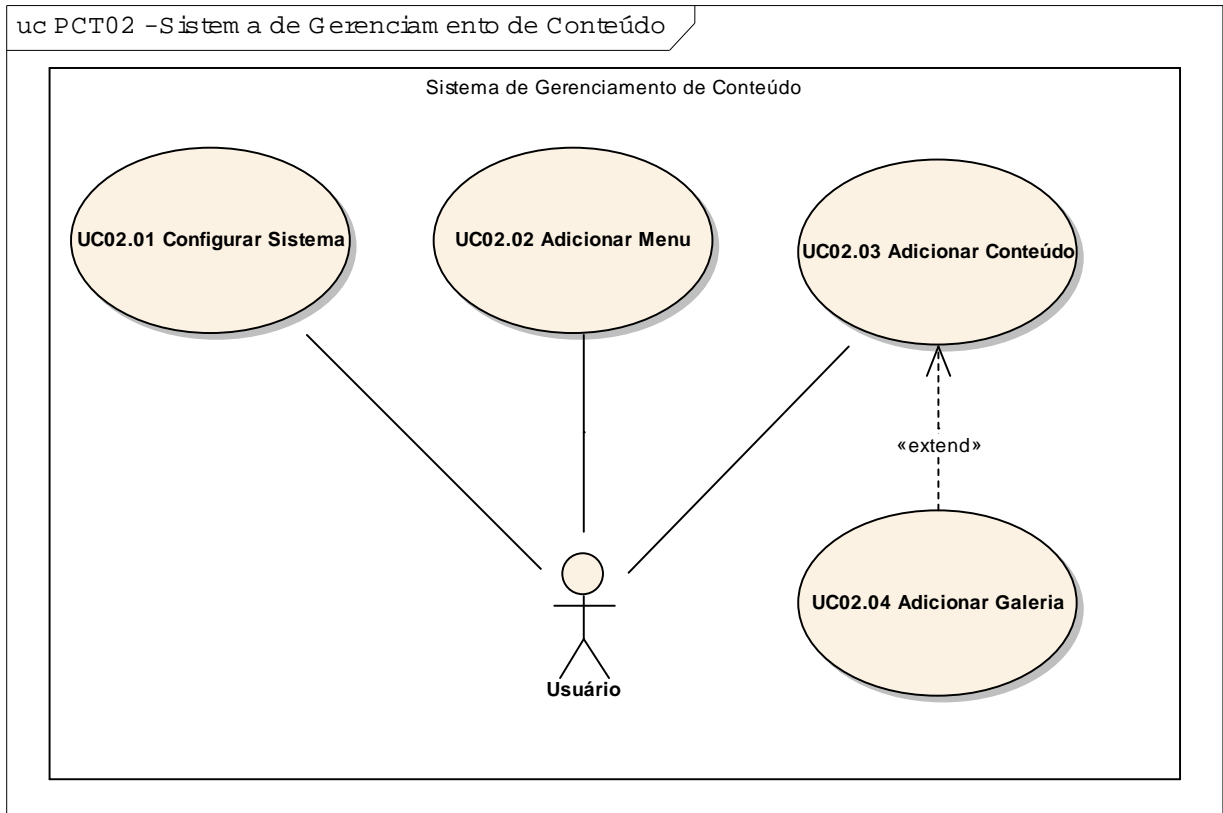 uc PCT02 - Sistema de Gerenciamento de Conteúdo
Sistema de Gerenciamento de Conteúdo
UC02.01 Configurar Sistema
UC02.02 Adicionar Menu
UC02.03 Adicionar Conteúdo
«extend»
UC02.04 Adicionar Galeria
Usuário